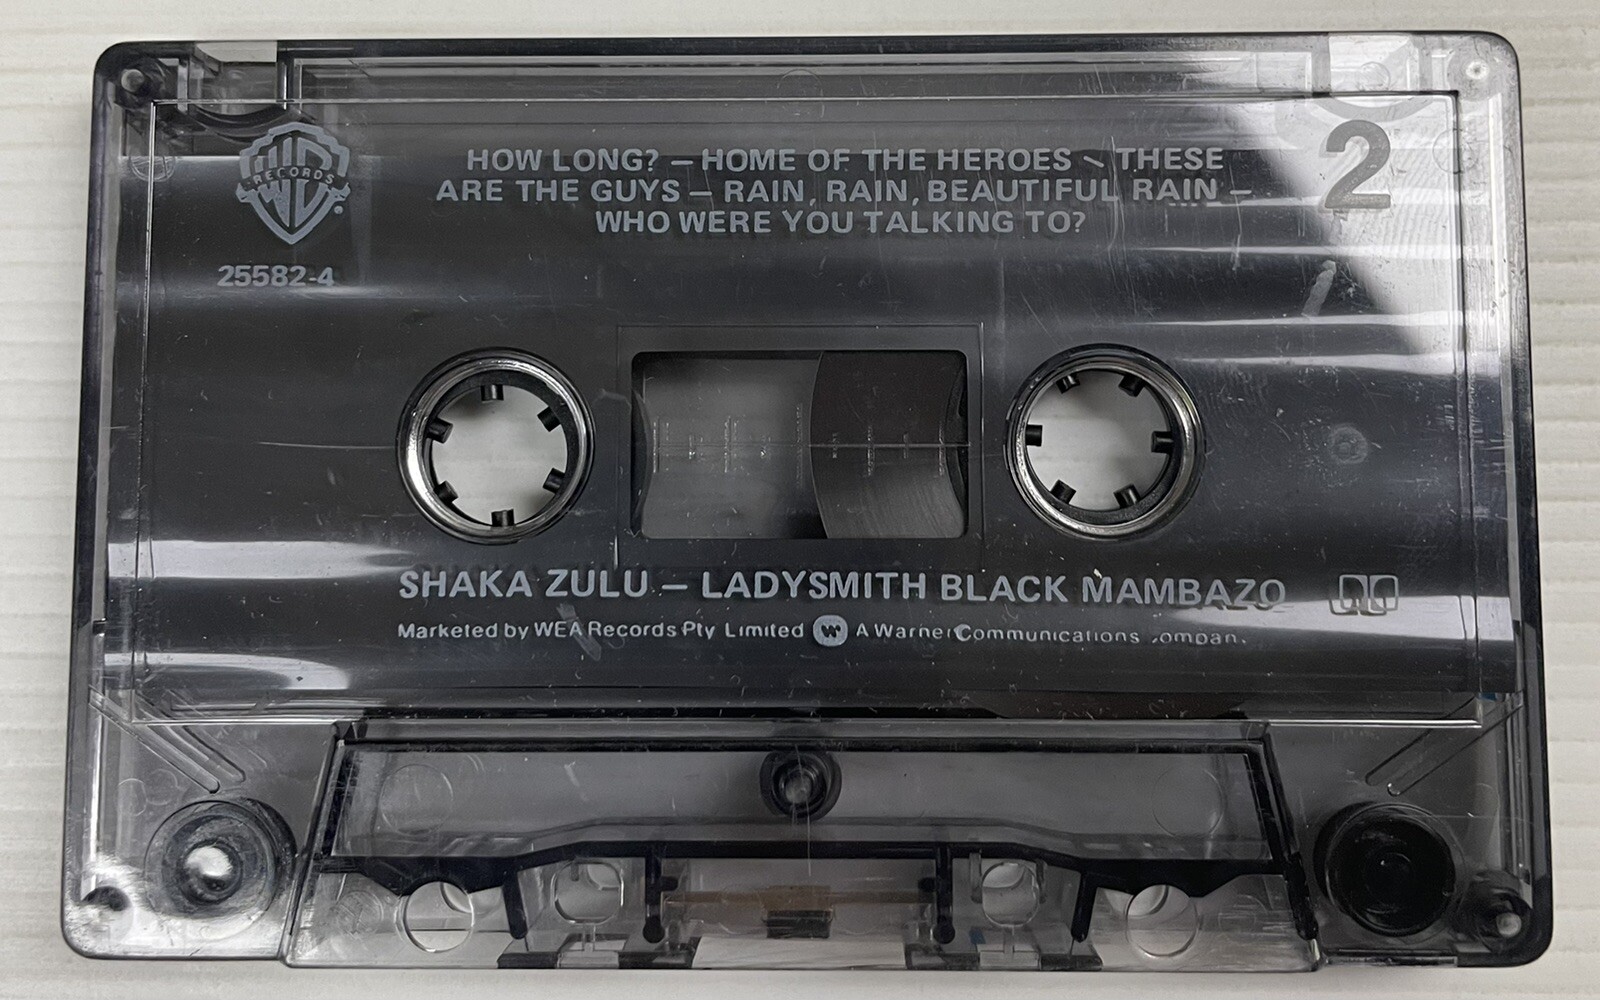 HOW LONG? – HOME OF THE HEROES – THESE
ARE THE GUYS – RAIN, RAIN, BEAUTIFUL RAIN –
WHO WERE YOU TALKING TO?
2
WB
RECORDS
®
25582-4
SHAKA ZULU – LADYSMITH BLACK MAMBAZO
Marketed by WEA Records Pty Limited W A Warner Communications